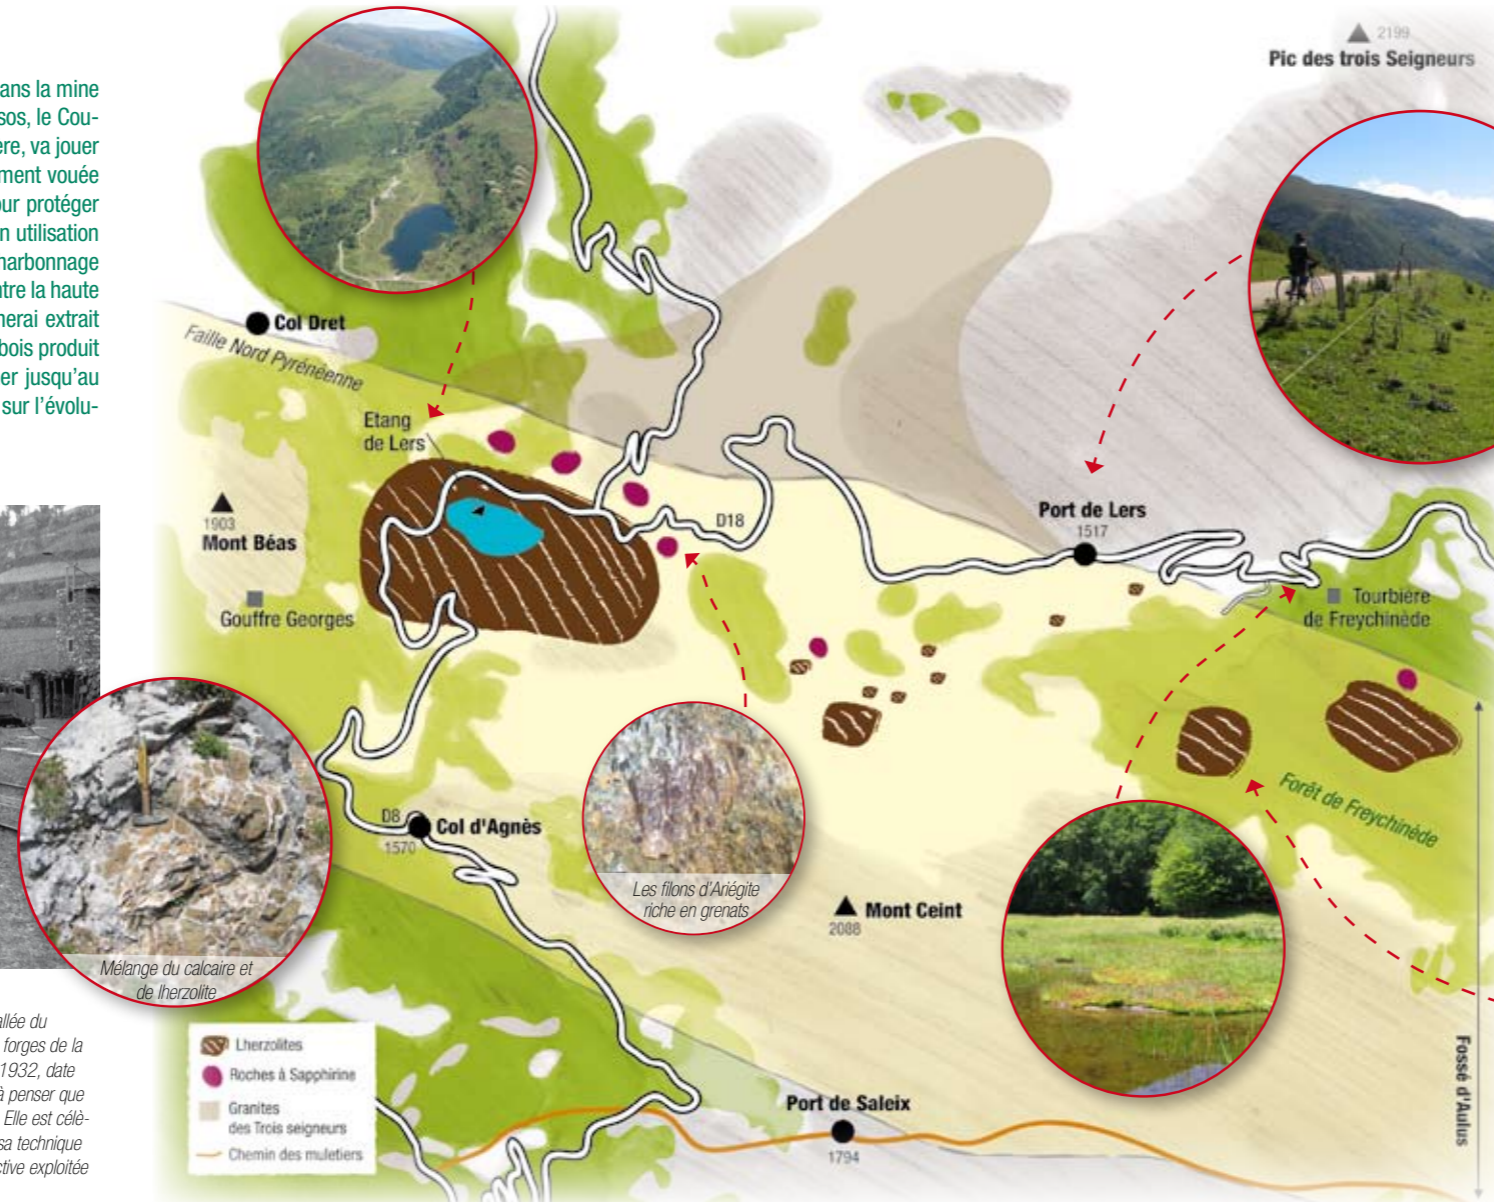 ans la mine
sos, le Cou-
ère, va jouer
ment vouée
our protéger
n utilisation
harbonnage
ntre la haute
nerai extrait
bois produit
er jusqu'au
sur l'évolu-
allée du
forges de la
1932, date
à penser que
Elle est célè-
sa technique
ctive exploitée
2199
Pic des trois Seigneurs
Col Dret
Faille Nord Pyrénéenne
Etang
de Lers
1903
Mont Béas
Gouffre Georges
D18
Port de Lers
1517
Tourbière
de Freychinède
Forêt de Freychinède
D8
Col d'Agnès
1570
Les filons d'Ariégite
riche en grenats
Mont Ceint
2088
Mélange du calcaire et
de lherzolite
Lherzolites
Roches à Sapphirine
Granites
des Trois seigneurs
Chemin des muletiers
Port de Saleix
1794
Fossé d'Aulus